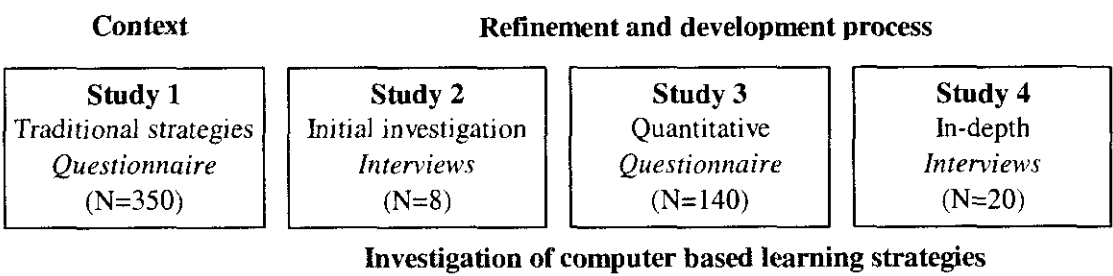 Context
Refinement and development process
Study 1
Traditional strategies
Questionnaire
(N=350)
Study 2
Initial investigation
Interviews
(N=8)
Study 3
Quantitative
Questionnaire
(N=140)
Study 4
In-depth
Interviews
(N=20)
Investigation of computer based learning strategies